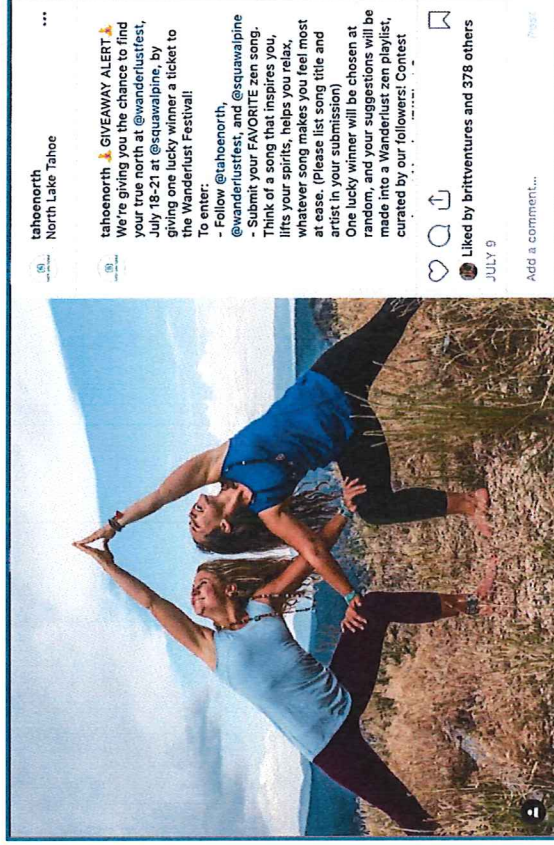 tahoenorth
North Lake Tahoe
tahoenorth GIVEAWAY ALERT
We're giving you the chance to find
your true north at @wanderlustfest,
July 18-21 at @squawalpine, by
giving one lucky winner a ticket to
the Wanderlust Festival!
To enter:
- Follow @tahoenorth,
@wanderlustfest, and @squawalpine
- Submit your FAVORITE zen song.
Think of a song that inspires you,
lifts your spirits, helps you relax,
whatever song makes you feel most
at ease. (Please list song title and
artist in your submission)
One lucky winner will be chosen at
random, and your suggestions will be
made into a Wanderlust zen playlist,
curated by our followers! Contest
Liked by brittventures and 378 others
JULY 9
Add a comment...
Post